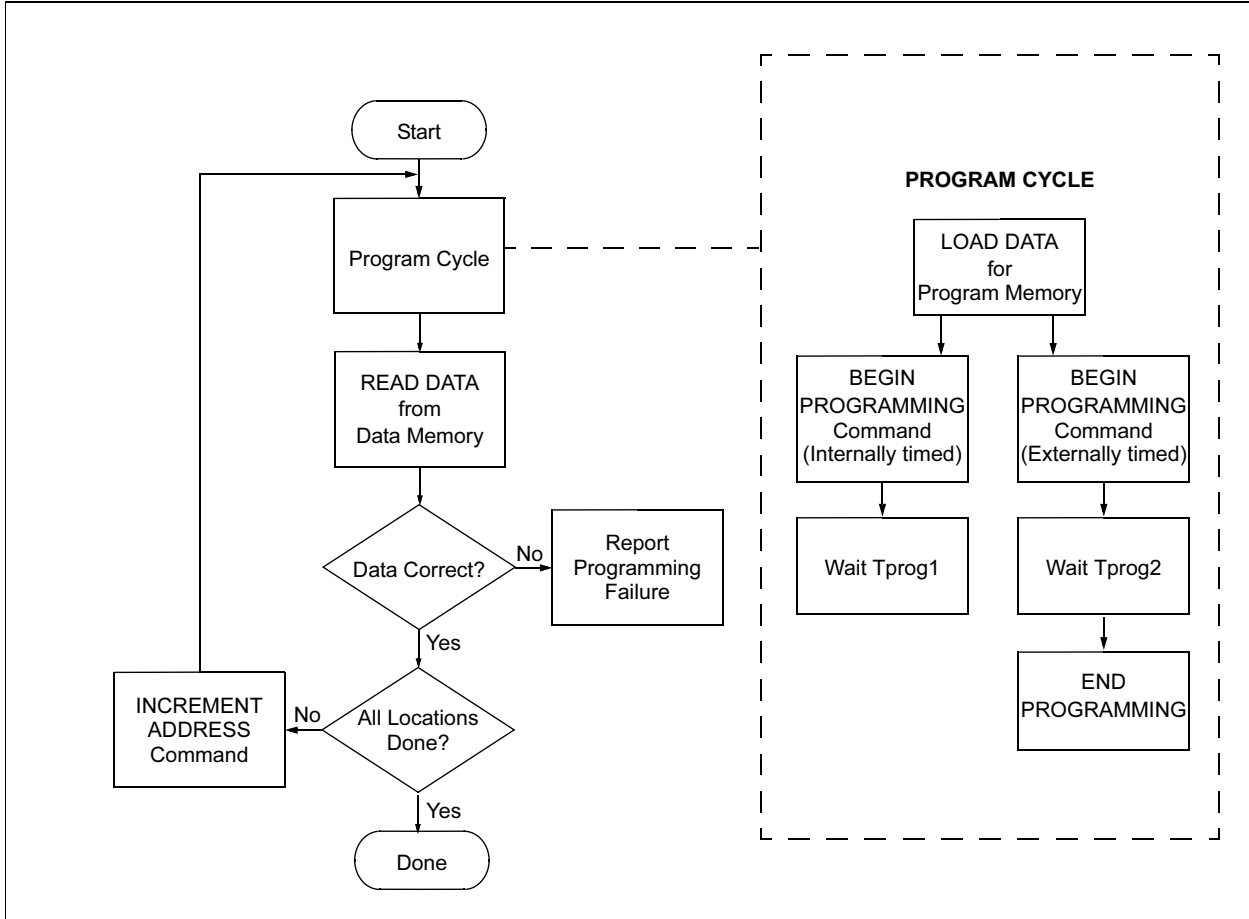 Start
Program Cycle
READ DATA
from
Data Memory
Data Correct?
No
Report
Programming
Failure
Yes
All Locations
Done?
No
INCREMENT
ADDRESS
Command
Yes
Done
PROGRAM CYCLE
LOAD DATA
for
Program Memory
BEGIN
PROGRAMMING
Command
(Internally timed)
BEGIN
PROGRAMMING
Command
(Externally timed)
Wait Tprog1
Wait Tprog2
END
PROGRAMMING